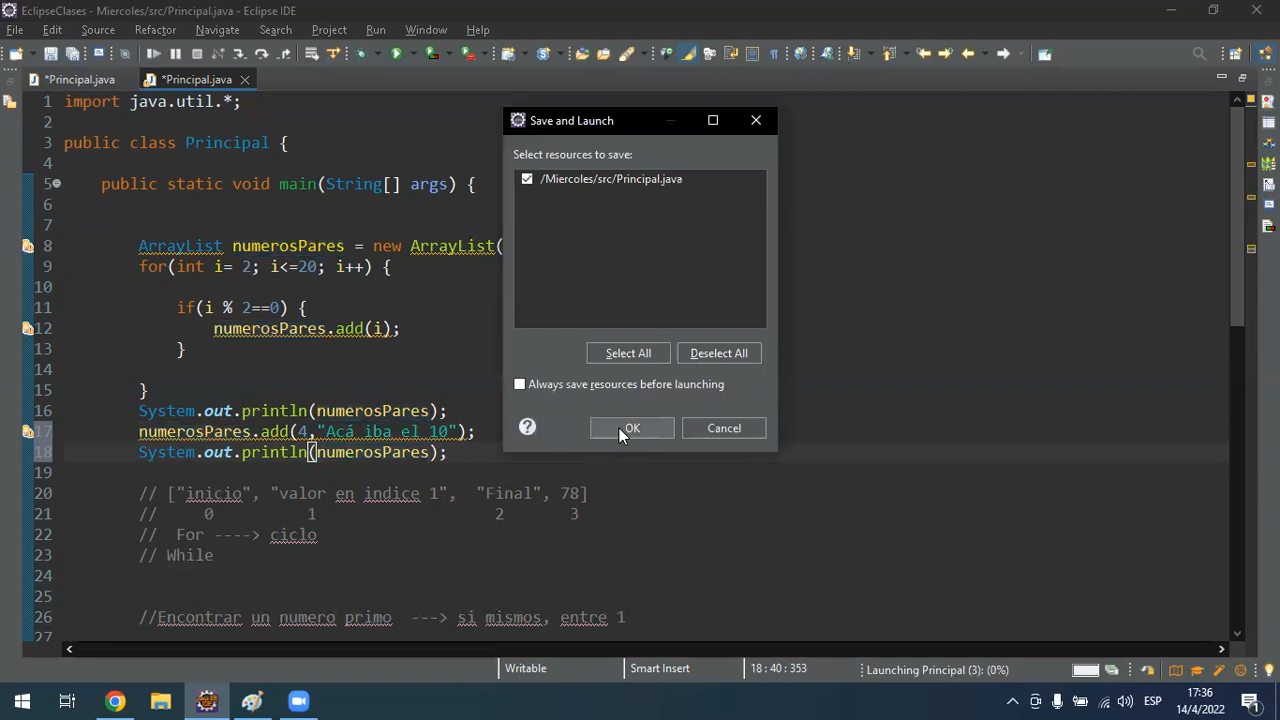 EclipseClases - Miercoles/src/Principal.java - Eclipse IDE
File Edit Source Refactor Navigate Search Project Run Window Help
*Principal.java *Principal.java
1 import java.util.*;
2
3 public class Principal {
4
5 public static void main(String[] args) {
6
7
8 ArrayList numerosPares = new ArrayList(
9 for(int i= 2; i<=20; i++) {
10
11 if(i % 2==0) {
12 numerosPares.add(i);
13 }
14
15 }
16 System.out.println(numerosPares);
17 numerosPares.add(4,"Acá iba el 10");
18 System.out.println(numerosPares);
19
20 // ["inicio", "valor en indice 1", "Final", 78]
21 // 0 1 2 3
22 // For ----> ciclo
23 // While
24
25
26 //Encontrar un numero primo ---> si mismos, entre 1
27
Save and Launch
Select resources to save:
/Miercoles/src/Principal.java
Select All Deselect All
Always save resources before launching
OK Cancel
Writable Smart Insert 18 : 40 : 353 Launching Principal (3): (0%)
ESP 17:36
14/4/2022